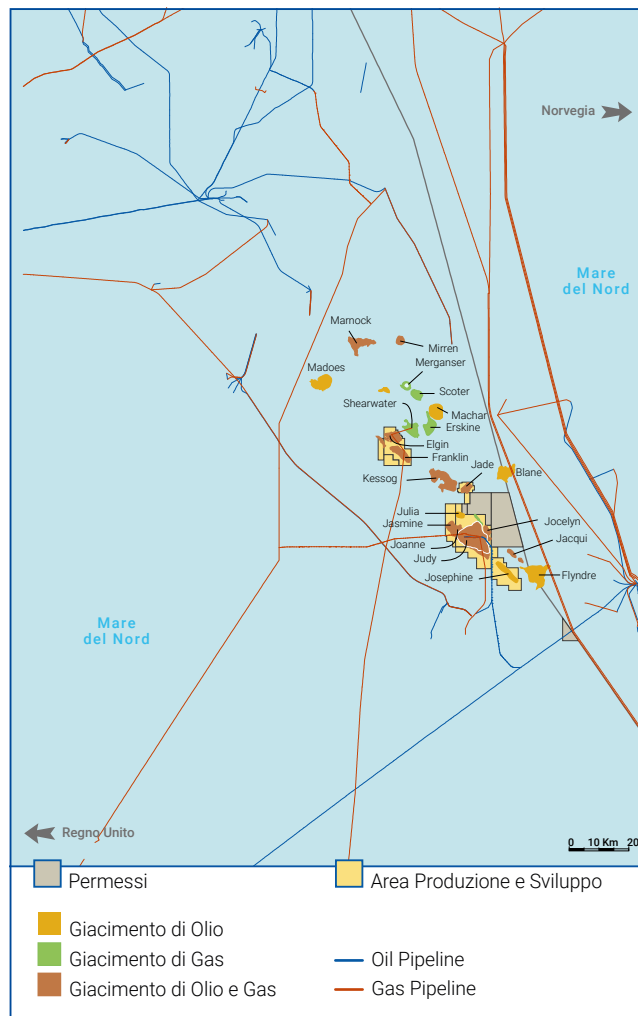 Norvegia
Mare
del Nord
Marnock
Mirren
Merganser
Madoes
Scoter
Shearwater
Machar
Erskine
Elgin
Franklin
Jade
Kessog
Blane
Julia
Jasmine
Jocelyn
Joanne
Jacqui
Judy
Josephine
Flyndre
Mare
del Nord
Regno Unito
0 10 Km 20
Permessi
Area Produzione e Sviluppo
Giacimento di Olio
Giacimento di Gas
Oil Pipeline
Giacimento di Olio e Gas
Gas Pipeline